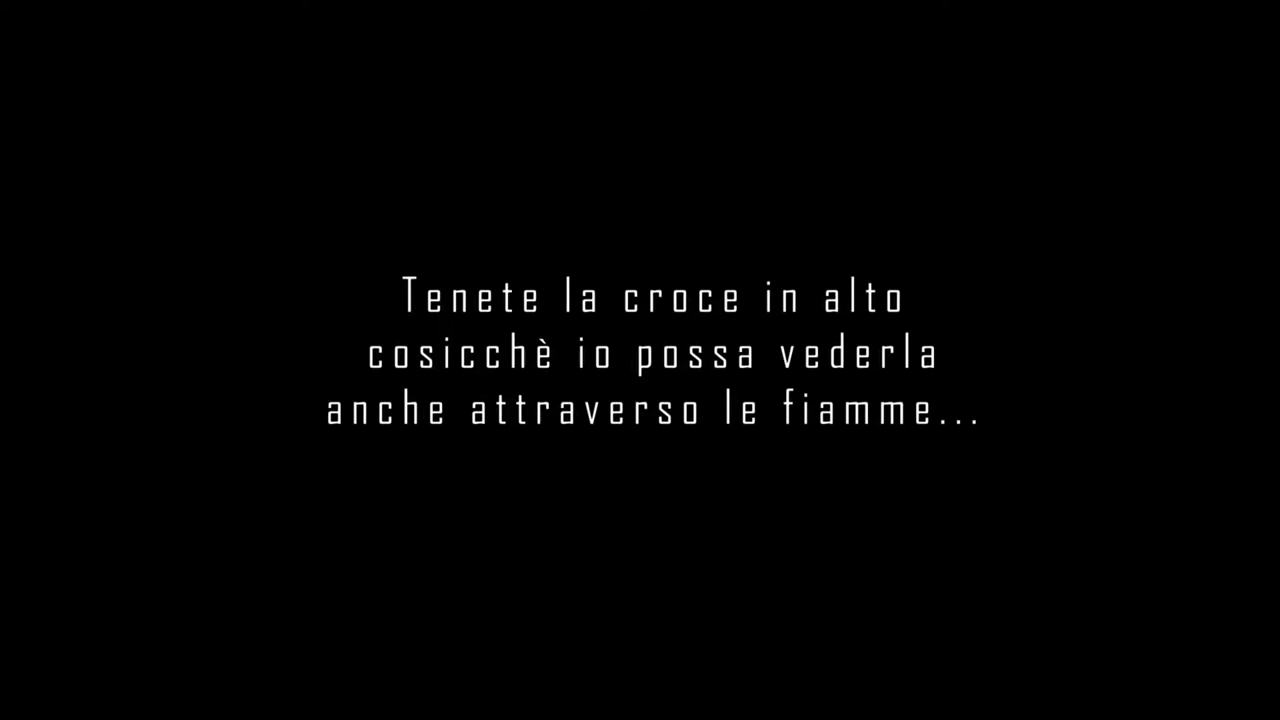 Tenete la croce in alto
cosicchè io possa vederla
anche attraverso le fiamme...